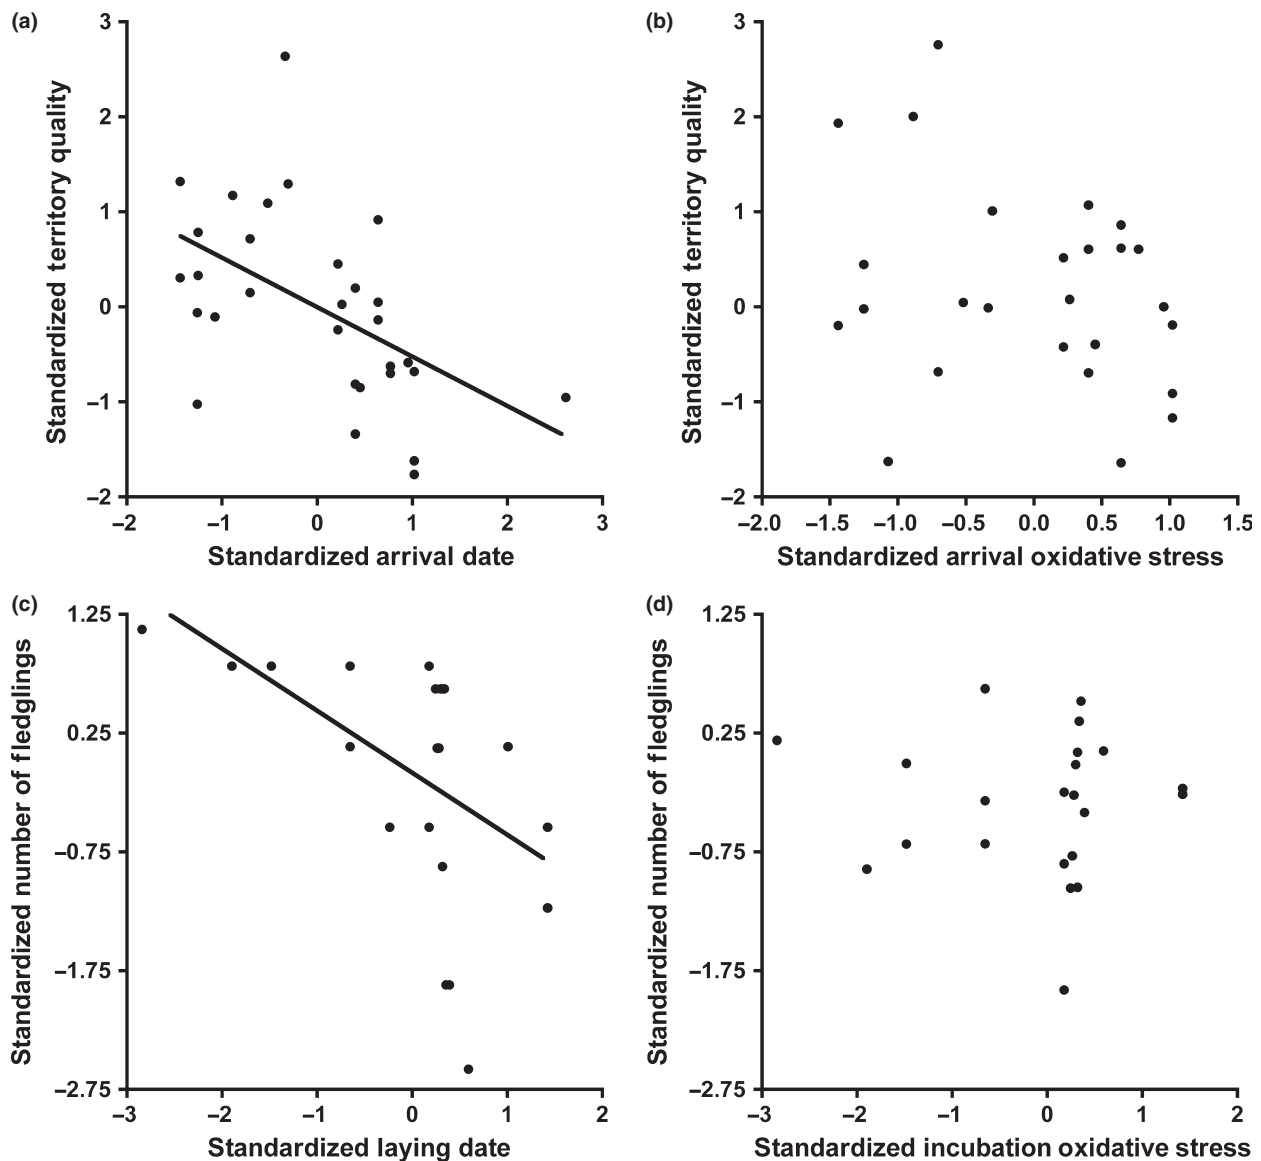 (a)
3
2
1
0
–1
–2
Standardized territory quality
–2 –1 0 1 2 3
Standardized arrival date
(b)
3
2
1
0
–1
–2
Standardized territory quality
–2.0 –1.5 –1.0 –0.5 0.0 0.5 1.0 1.5
Standardized arrival oxidative stress
(c)
1.25
0.25
–0.75
–1.75
–2.75
Standardized number of fledglings
–3 –2 –1 0 1 2
Standardized laying date
(d)
1.25
0.25
–0.75
–1.75
–2.75
Standardized number of fledglings
–3 –2 –1 0 1 2
Standardized incubation oxidative stress